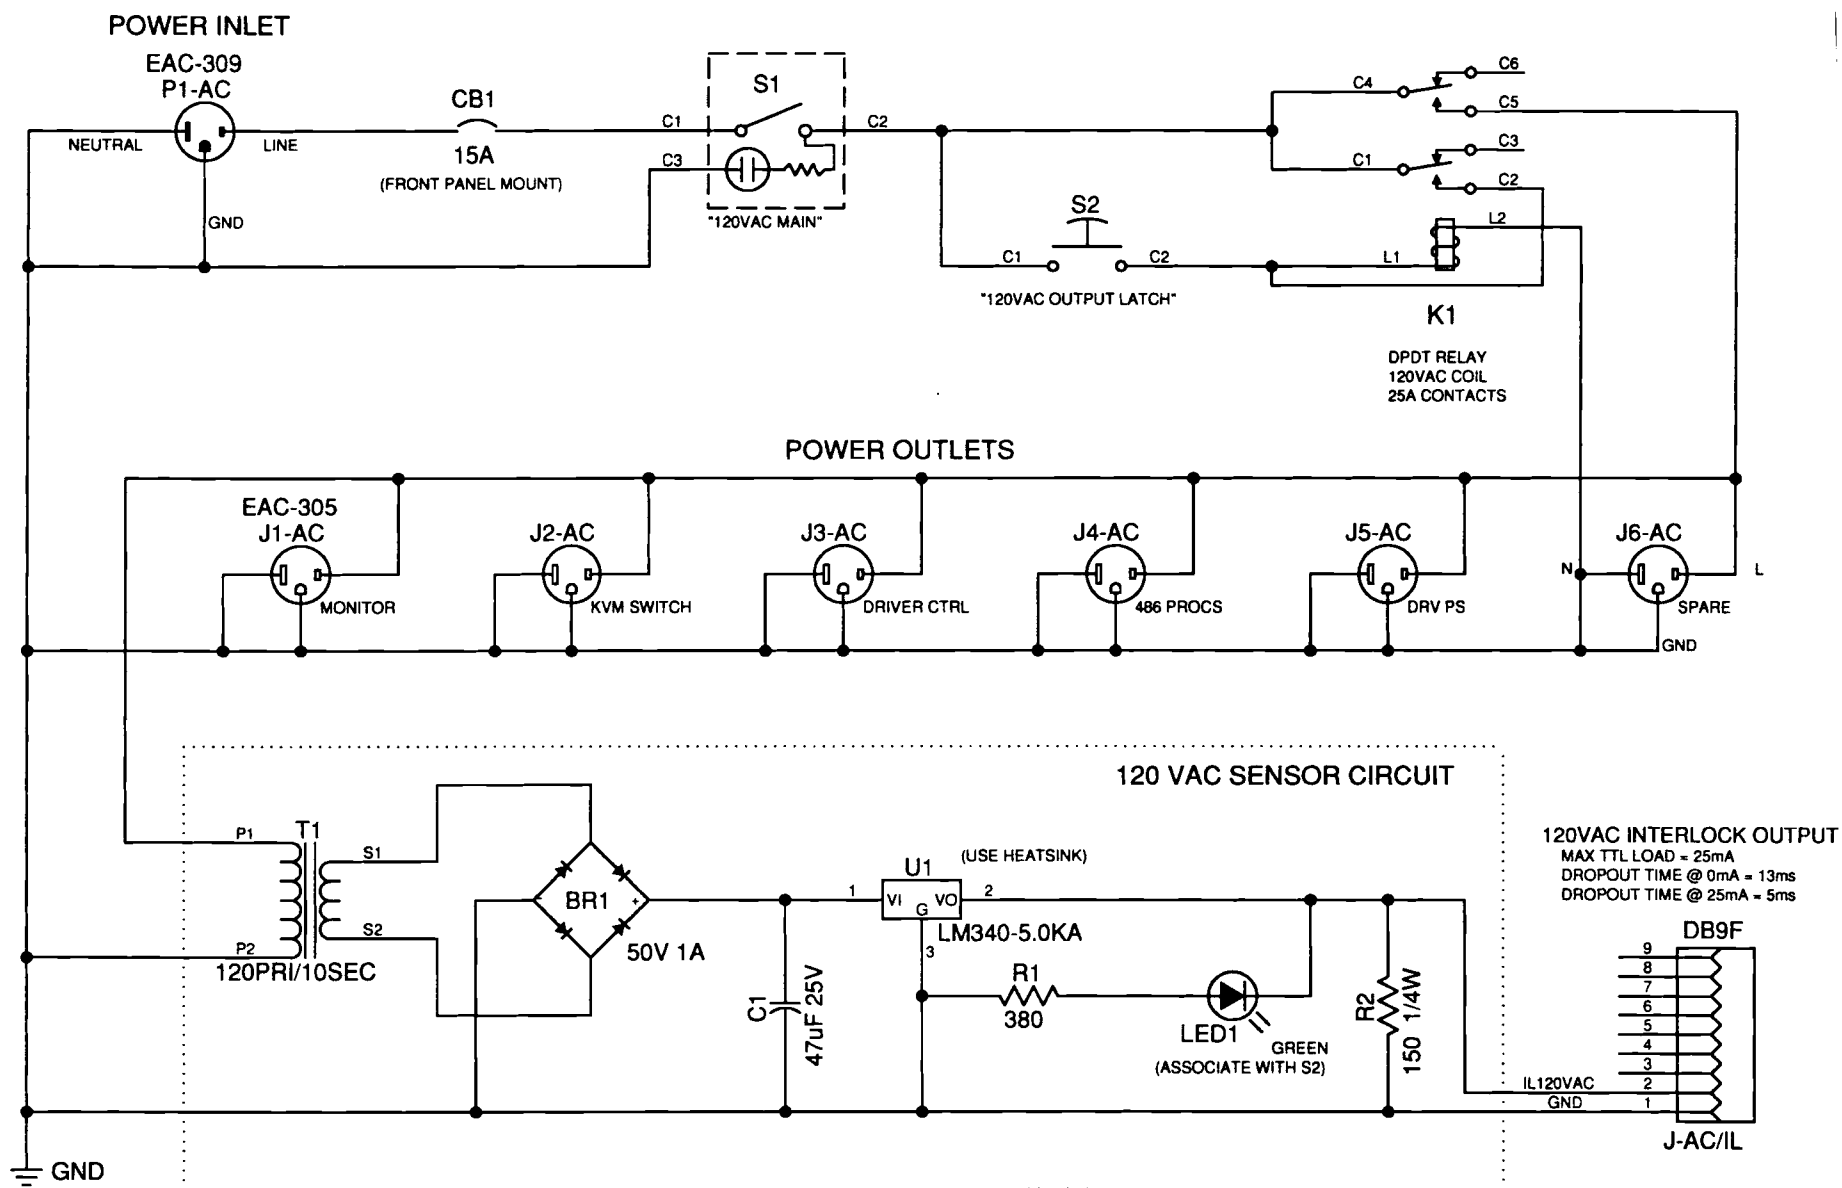 POWER INLET
EAC-309
P1-AC
NEUTRAL
LINE
GND
CB1
15A
(FRONT PANEL MOUNT)
C1
S1
C2
C3
"120VAC MAIN"
S2
C1
C2
"120VAC OUTPUT LATCH"
C4
C6
C5
C1
C3
C2
L2
L1
K1
DPDT RELAY
120VAC COIL
25A CONTACTS
POWER OUTLETS
EAC-305
J1-AC
MONITOR
J2-AC
KVM SWITCH
J3-AC
DRIVER CTRL
J4-AC
486 PROCS
J5-AC
DRV PS
J6-AC
N
L
SPARE
GND
120 VAC SENSOR CIRCUIT
T1
P1
P2
S1
S2
120PRI/10SEC
BR1
-
+
50V 1A
C1
47uF 25V
U1
(USE HEATSINK)
1
VI
G
VO
2
3
LM340-5.0KA
R1
380
LED1
GREEN
(ASSOCIATE WITH S2)
R2
150 1/4W
120VAC INTERLOCK OUTPUT
MAX TTL LOAD = 25mA
DROPOUT TIME @ 0mA = 13ms
DROPOUT TIME @ 25mA = 5ms
DB9F
9
8
7
6
5
4
3
IL120VAC 2
GND 1
J-AC/IL
GND